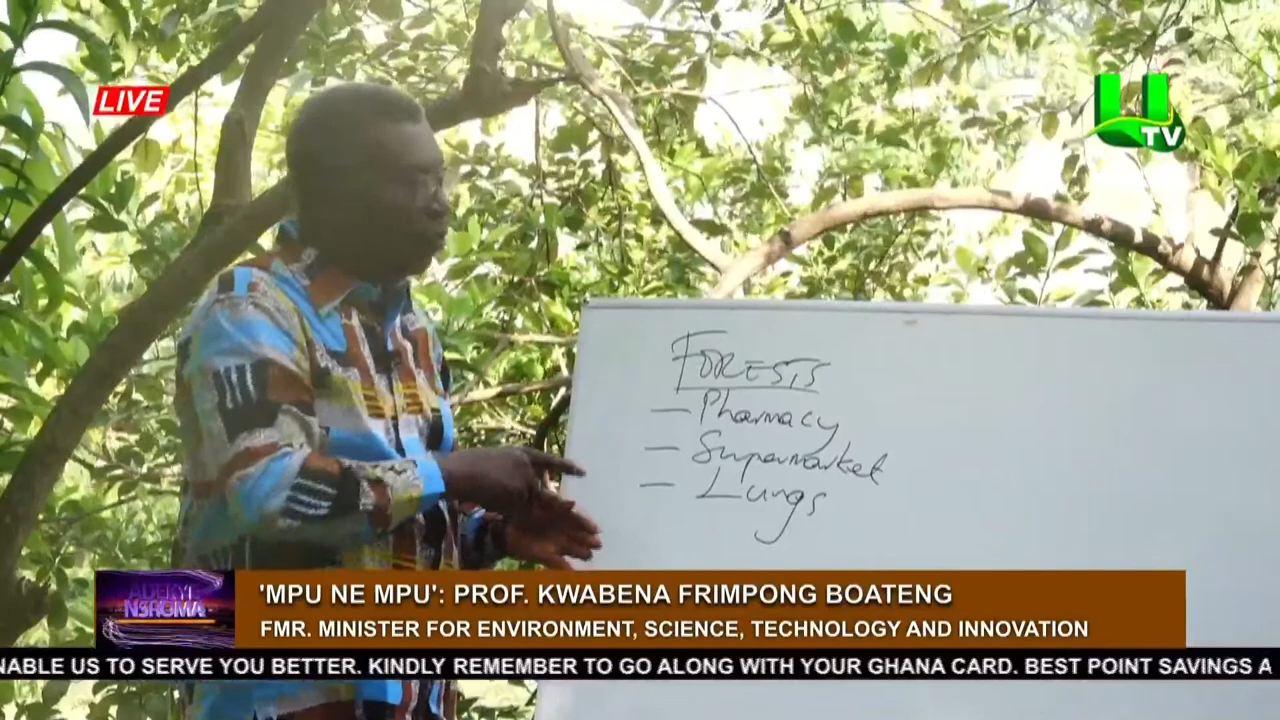 LIVE
U
TV
FORESTS
— Pharmacy
— Supermarket
— Lungs
ADEKYE
NSROMA
'MPU NE MPU': PROF. KWABENA FRIMPONG BOATENG
FMR. MINISTER FOR ENVIRONMENT, SCIENCE, TECHNOLOGY AND INNOVATION
NABLE US TO SERVE YOU BETTER. KINDLY REMEMBER TO GO ALONG WITH YOUR GHANA CARD. BEST POINT SAVINGS A